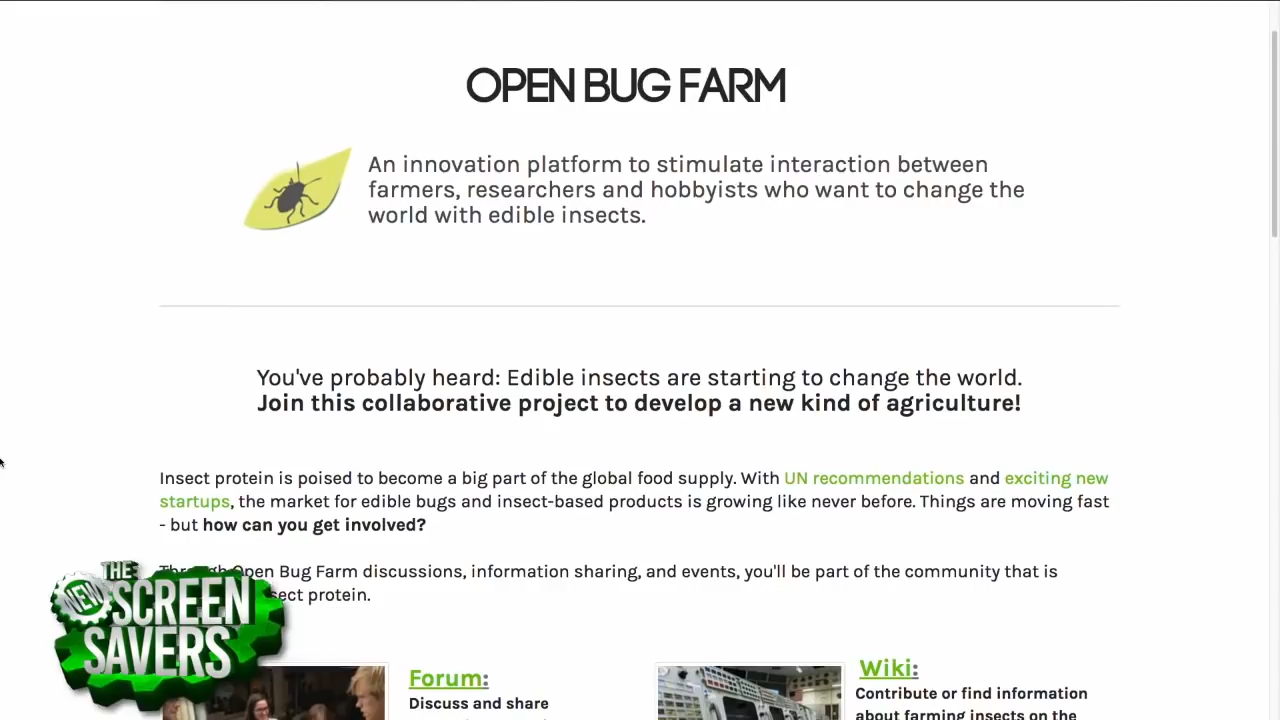 OPEN BUG FARM
An innovation platform to stimulate interaction between
farmers, researchers and hobbyists who want to change the
world with edible insects.
You've probably heard: Edible insects are starting to change the world.
Join this collaborative project to develop a new kind of agriculture!
Insect protein is poised to become a big part of the global food supply. With UN recommendations and exciting new
startups, the market for edible bugs and insect-based products is growing like never before. Things are moving fast
- but how can you get involved?
Through Open Bug Farm discussions, information sharing, and events, you'll be part of the community that is
sect protein.
THE
NEW SCREEN
SAVERS
Forum:
Discuss and share
Wiki:
Contribute or find information
about farming insects on the